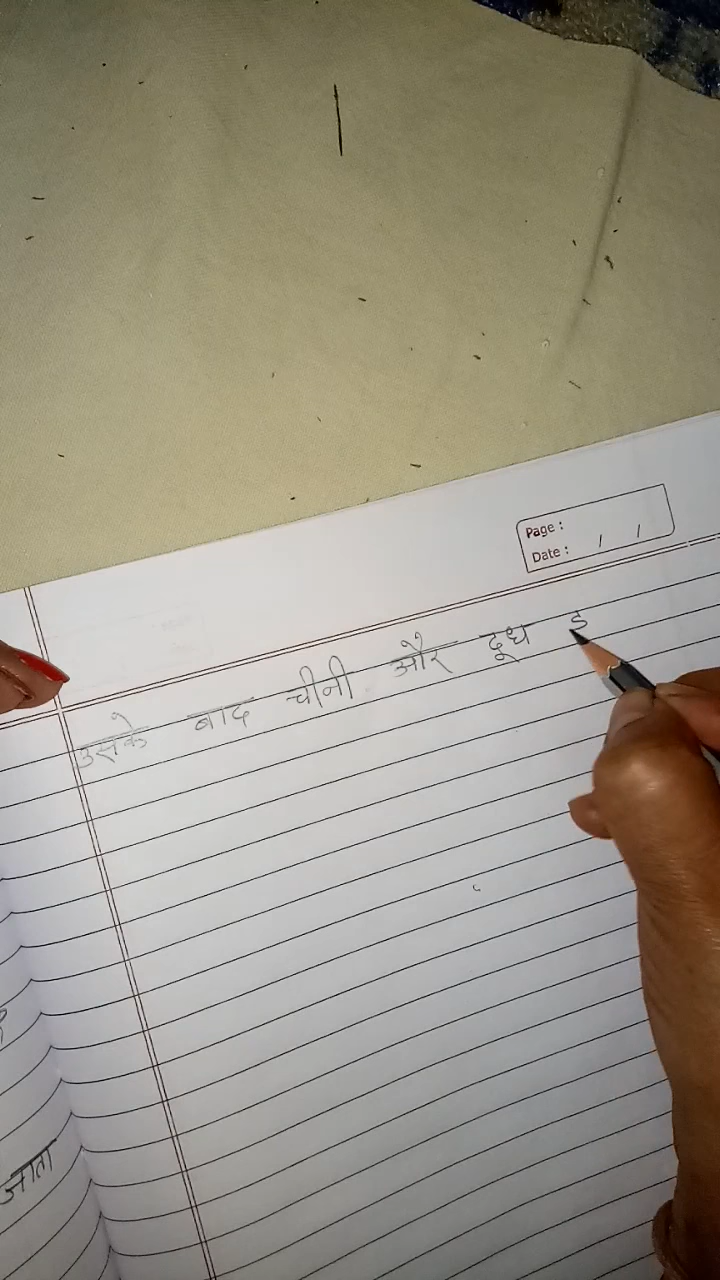 Page :
Date : / /
उसके बाद चीनी और दूध ड
जाता